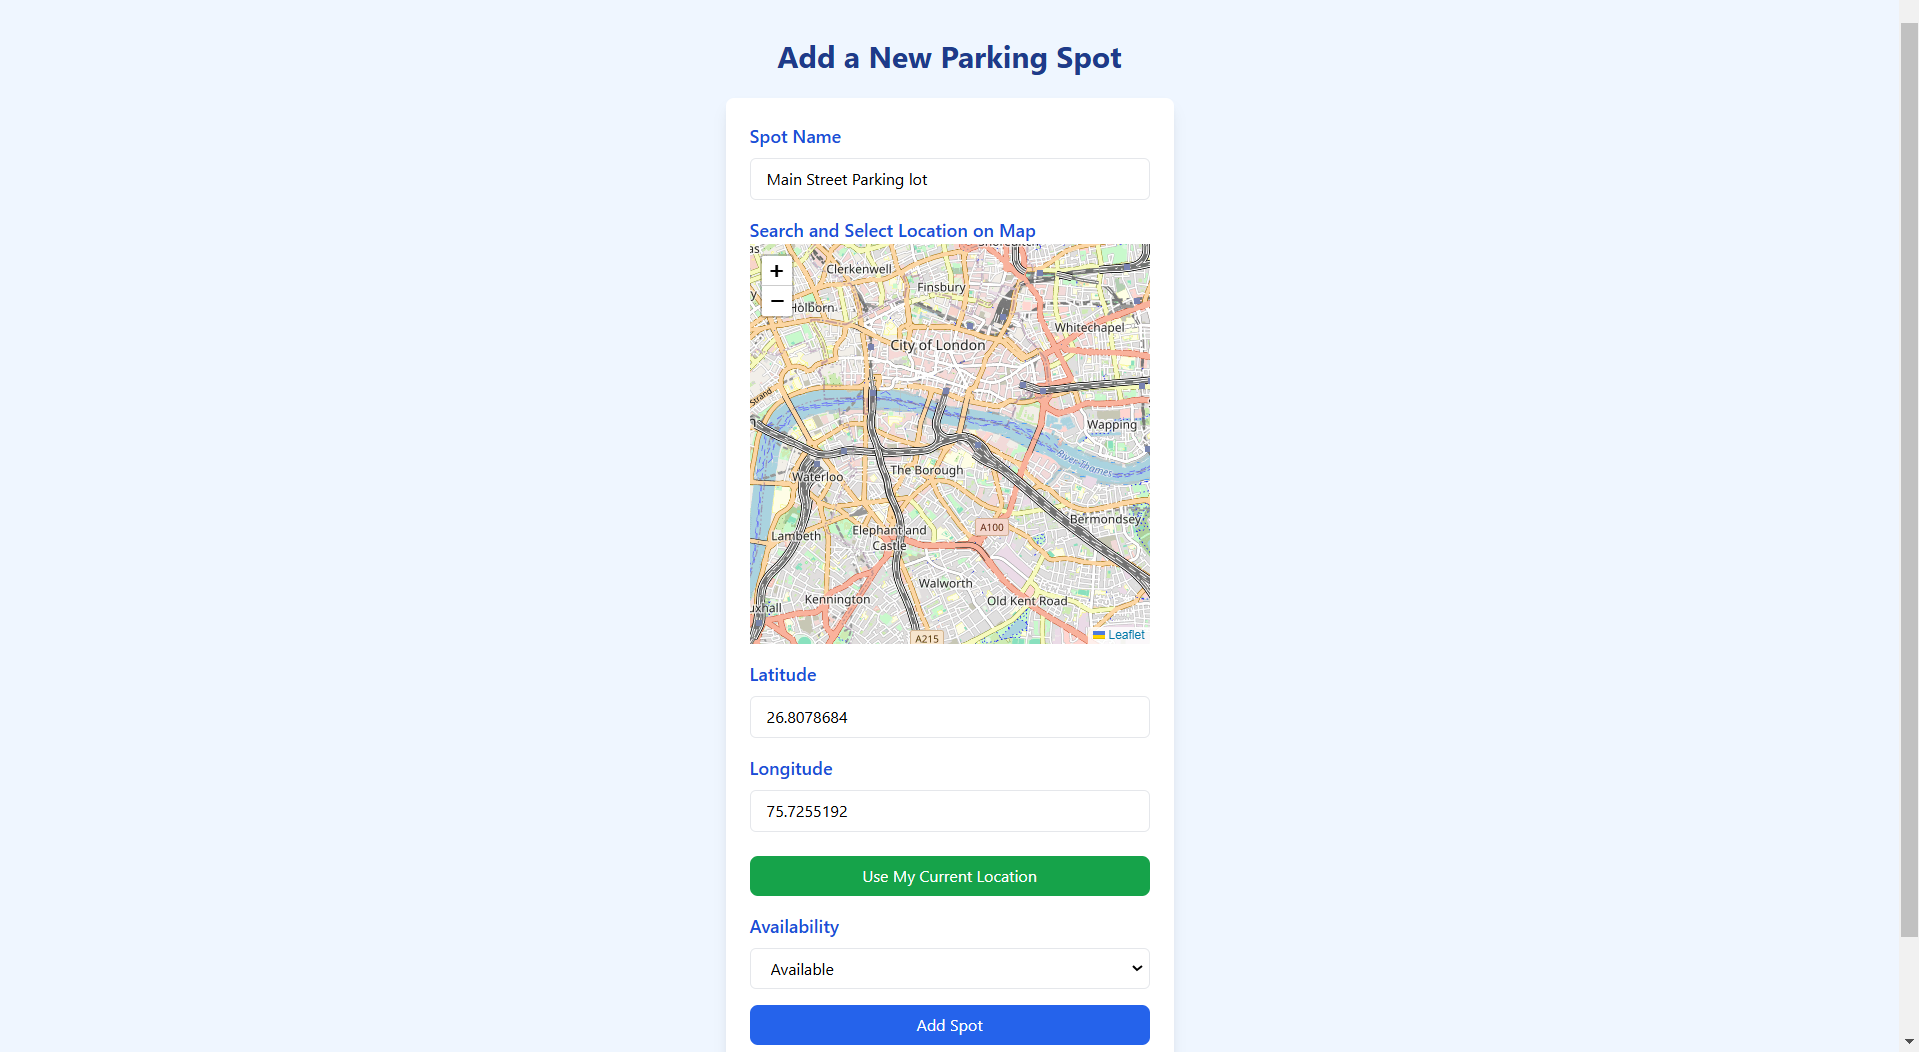 Add a New Parking Spot
Spot Name
Main Street Parking lot
Search and Select Location on Map
+
−
Clerkenwell
Finsbury
Holborn
Whitechapel
City of London
Strand
Wapping
River Thames
The Borough
Waterloo
Bermondsey
A100
Elephant and
Castle
Lambeth
Walworth
Kennington
Old Kent Road
uxhall
A215
Leaflet
Latitude
26.8078684
Longitude
75.7255192
Use My Current Location
Availability
Available
Add Spot